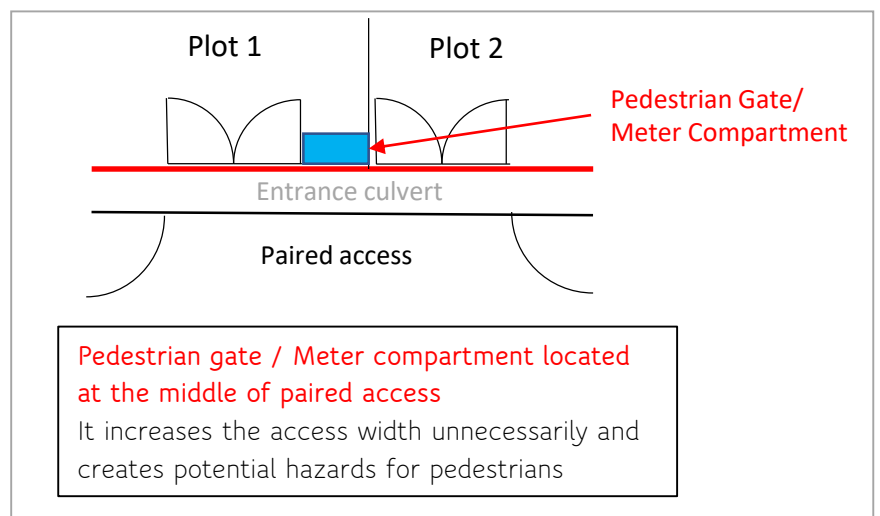 Plot 1
Plot 2
Pedestrian Gate/
Meter Compartment
Entrance culvert
Paired access
Pedestrian gate / Meter compartment located
at the middle of paired access
It increases the access width unnecessarily and
creates potential hazards for pedestrians